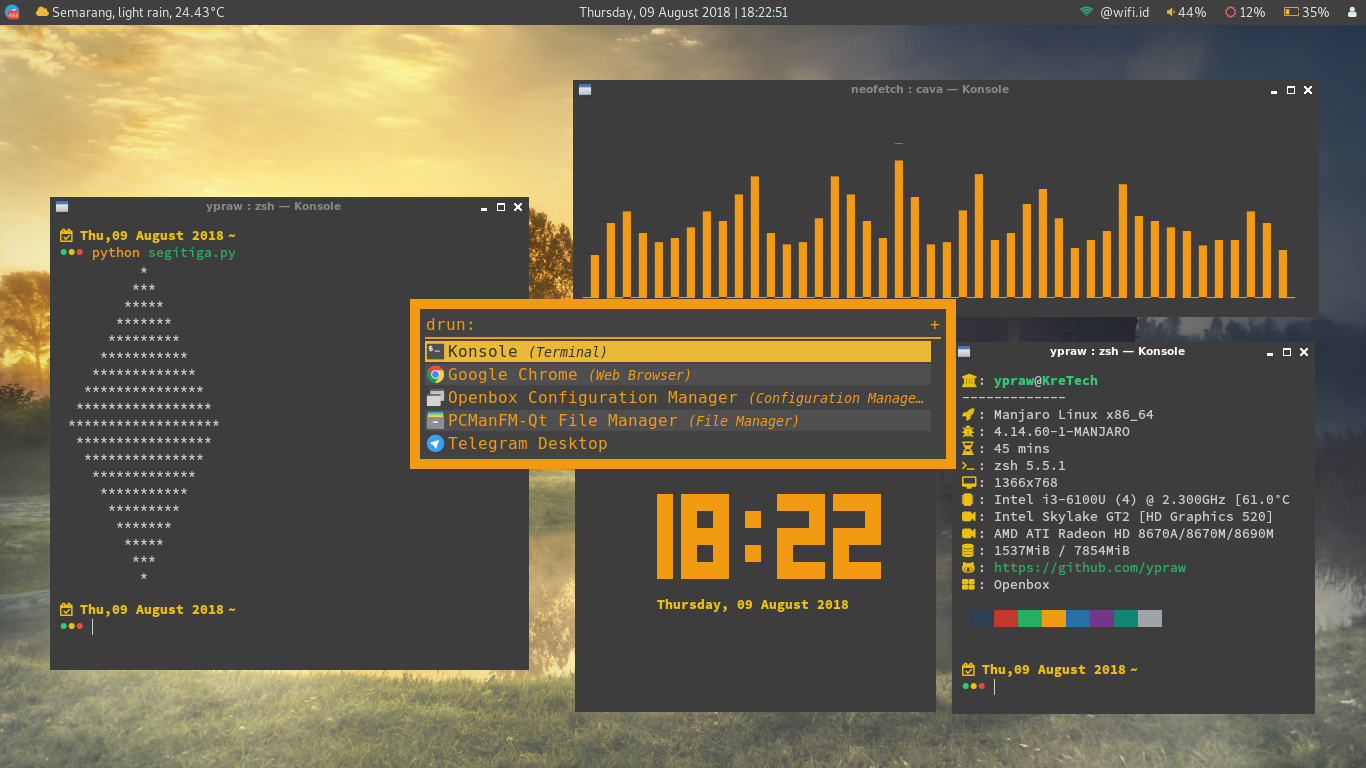 Semarang, light rain, 24.43°C
Thursday, 09 August 2018 | 18:22:51
@wifi.id 44% 12% 35%
neofetch : cava — Konsole
ypraw : zsh — Konsole
Thu,09 August 2018 ~
python segitiga.py
*
***
*****
*******
*********
***********
*************
***************
*****************
*******************
*****************
***************
*************
***********
*********
*******
*****
***
*
Thu,09 August 2018 ~
drun: +
Konsole (Terminal)
Google Chrome (Web Browser)
Openbox Configuration Manager (Configuration Manage…
PCManFM-Qt File Manager (File Manager)
Telegram Desktop
18:22
Thursday, 09 August 2018
ypraw : zsh — Konsole
ypraw@KreTech
-------------
: Manjaro Linux x86_64
: 4.14.60-1-MANJARO
: 45 mins
: zsh 5.5.1
: 1366x768
: Intel i3-6100U (4) @ 2.300GHz [61.0°C
: Intel Skylake GT2 [HD Graphics 520]
: AMD ATI Radeon HD 8670A/8670M/8690M
: 1537MiB / 7854MiB
: https://github.com/ypraw
: Openbox
Thu,09 August 2018 ~